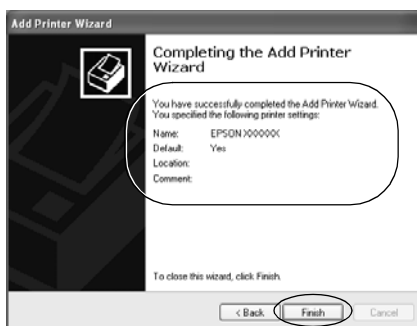 Add Printer Wizard
Completing the Add Printer
Wizard
You have successfully completed the Add Printer Wizard.
You specified the following printer settings:
Name: EPSON XXXXXX
Default: Yes
Location:
Comment:
To close this wizard, click Finish.
< Back Finish Cancel